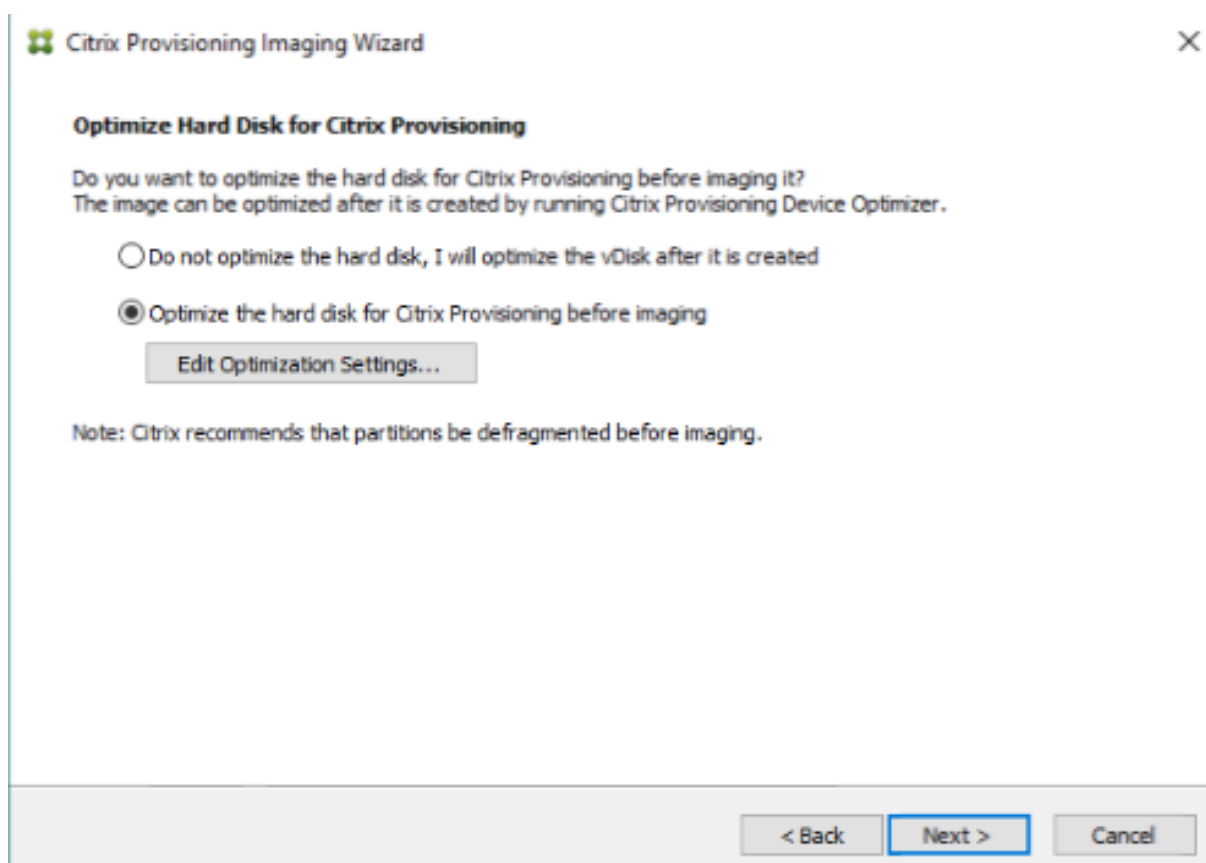 Citrix Provisioning Imaging Wizard
Optimize Hard Disk for Citrix Provisioning
Do you want to optimize the hard disk for Citrix Provisioning before imaging it?
The image can be optimized after it is created by running Citrix Provisioning Device Optimizer.
Do not optimize the hard disk, I will optimize the vDisk after it is created
Optimize the hard disk for Citrix Provisioning before imaging
Edit Optimization Settings...
Note: Citrix recommends that partitions be defragmented before imaging.
< Back Next > Cancel